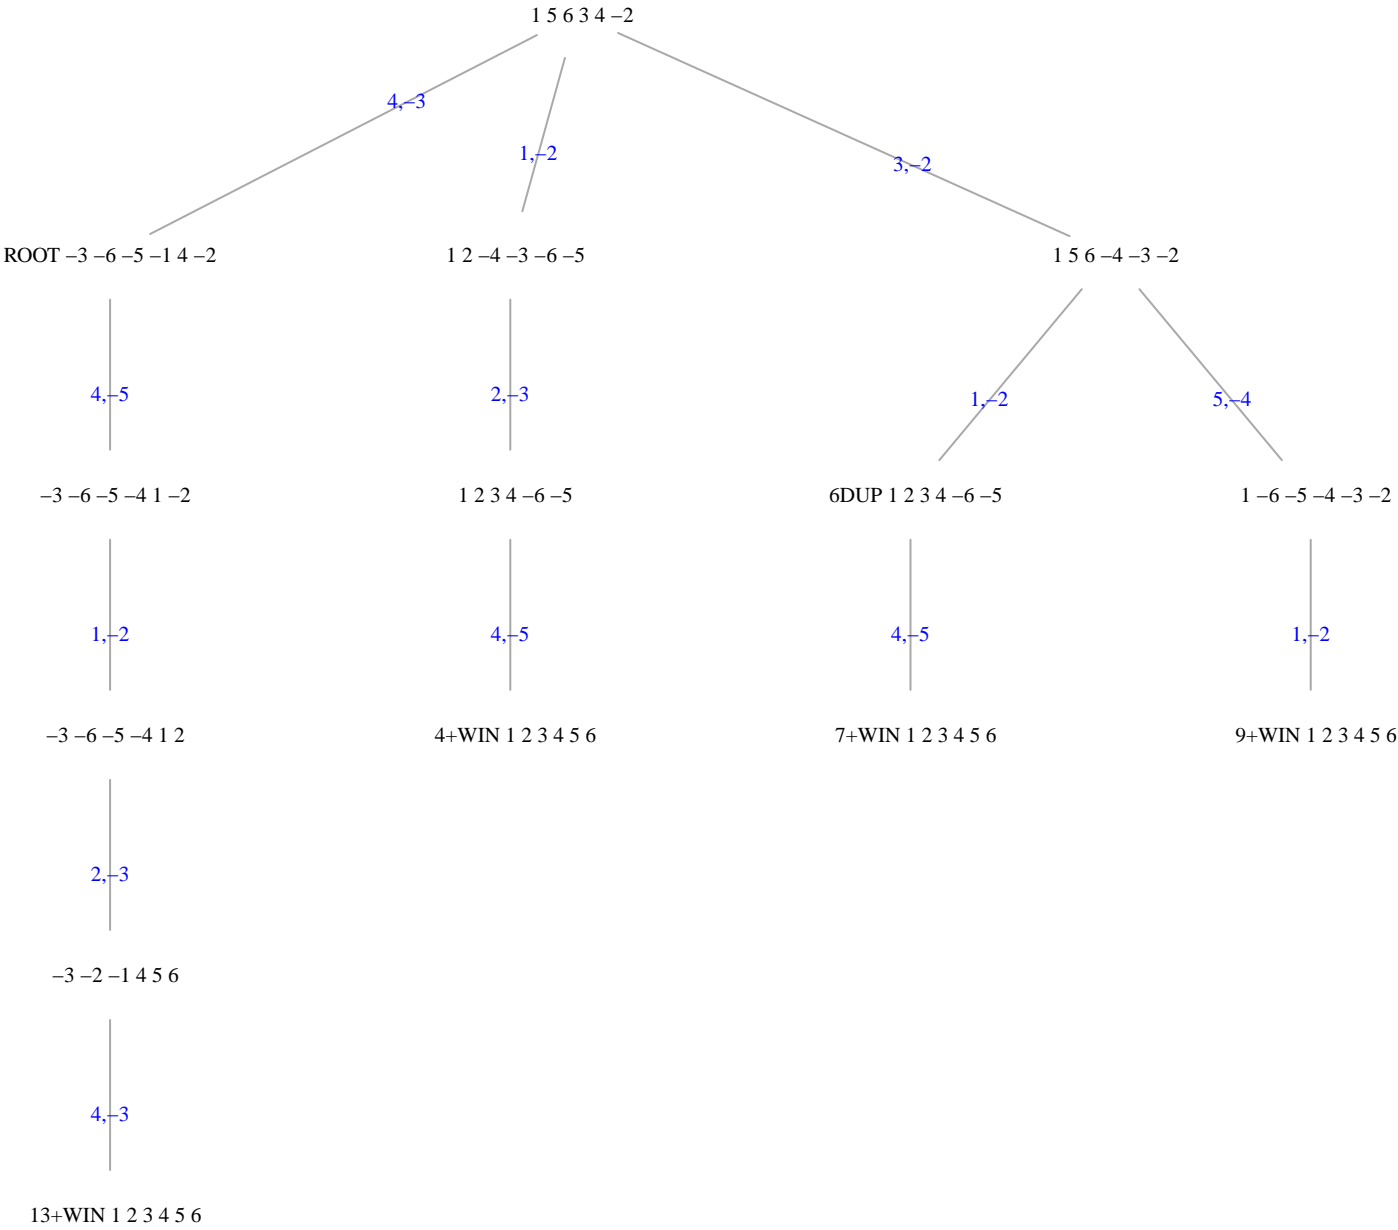 1 5 6 3 4 −2
4,−3
1,−2
3,−2
ROOT −3 −6 −5 −1 4 −2
1 2 −4 −3 −6 −5
1 5 6 −4 −3 −2
4,−5
2,−3
1,−2
5,−4
−3 −6 −5 −4 1 −2
1 2 3 4 −6 −5
6DUP 1 2 3 4 −6 −5
1 −6 −5 −4 −3 −2
1,−2
4,−5
4,−5
1,−2
−3 −6 −5 −4 1 2
4+WIN 1 2 3 4 5 6
7+WIN 1 2 3 4 5 6
9+WIN 1 2 3 4 5 6
2,−3
−3 −2 −1 4 5 6
4,−3
13+WIN 1 2 3 4 5 6